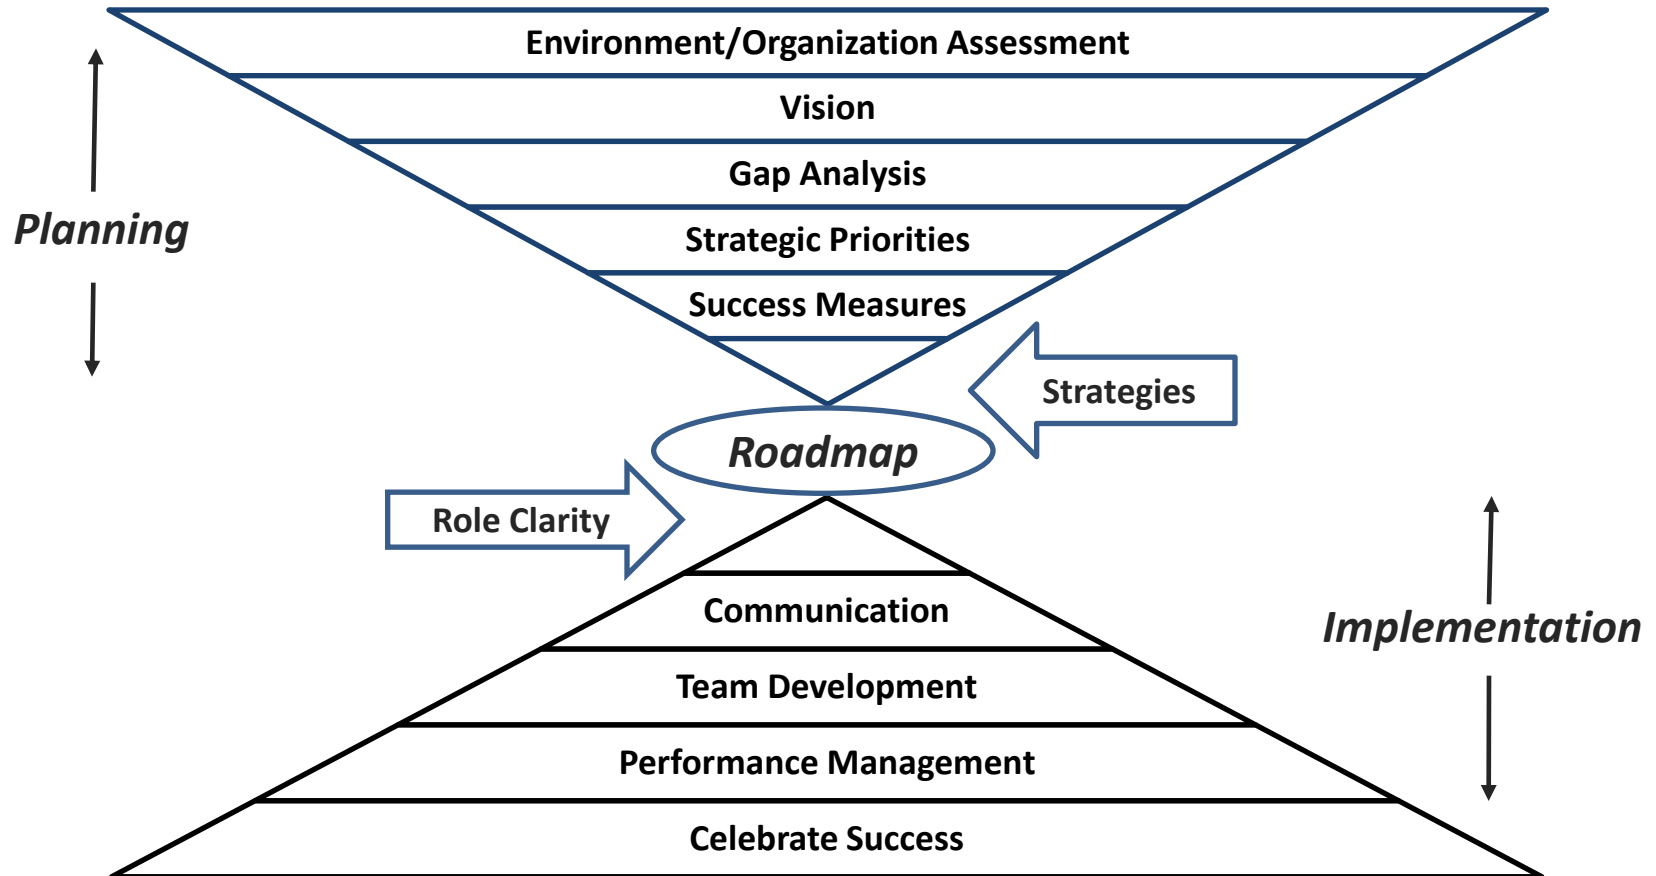 Environment/Organization Assessment
Vision
Gap Analysis
Planning
Strategic Priorities
Success Measures
Strategies
Roadmap
Role Clarity
Communication
Implementation
Team Development
Performance Management
Celebrate Success